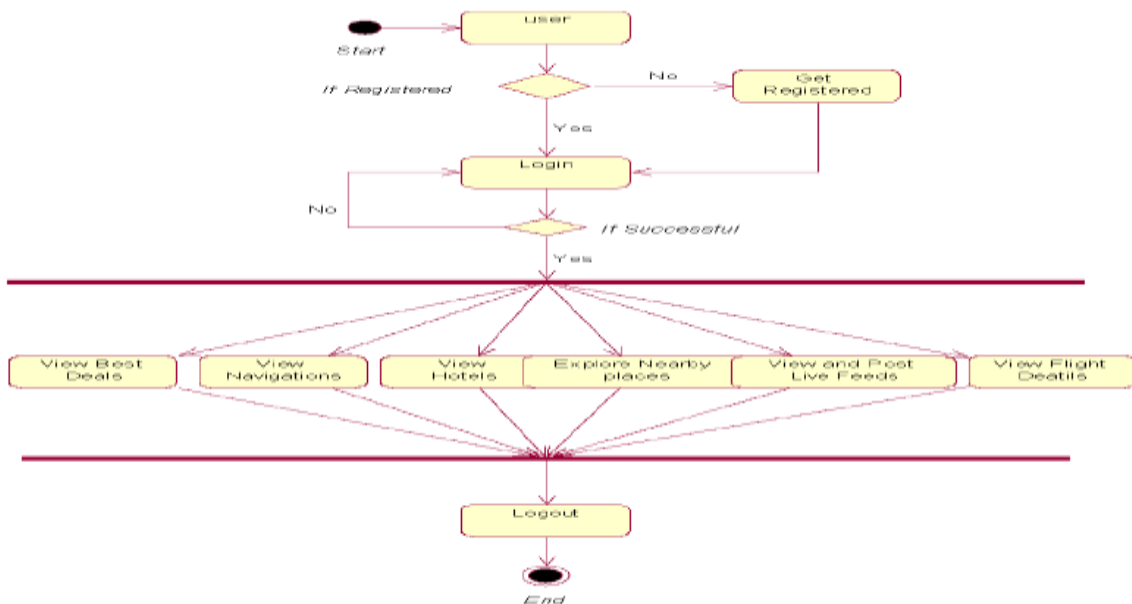 user
Start
If Registered
No
Get
Registered
Yes
Login
No
If Successful
Yes
View Best
Deals
View
Navigations
View
Hotels
Explore Nearby
places
View and Post
Live Feeds
View Flight
Deatils
Logout
End